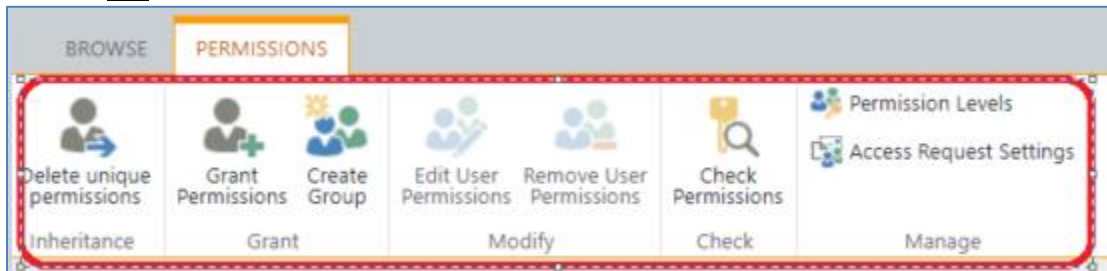 BROWSE
PERMISSIONS
Delete unique
permissions
Grant
Permissions
Create
Group
Edit User
Permissions
Remove User
Permissions
Check
Permissions
Permission Levels
Access Request Settings
Inheritance
Grant
Modify
Check
Manage